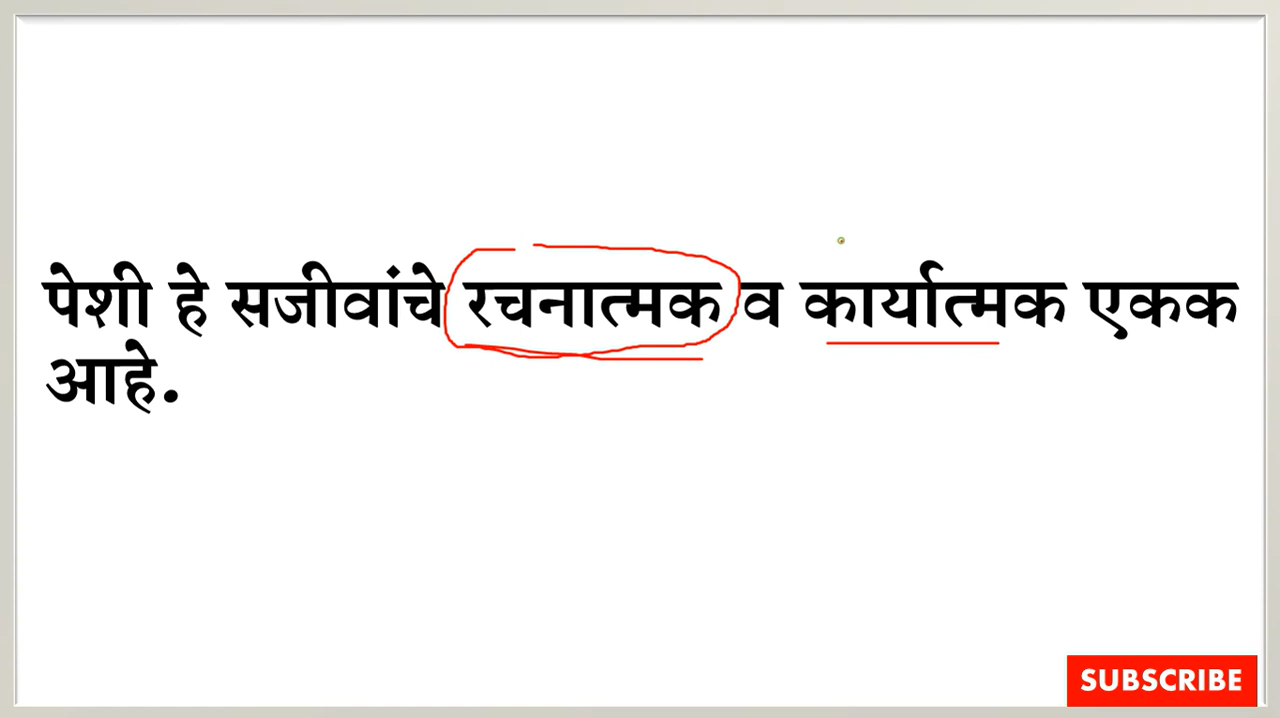 पेशी हे सजीवांचे रचनात्मक व कार्यात्मक एकक
आहे.
SUBSCRIBE